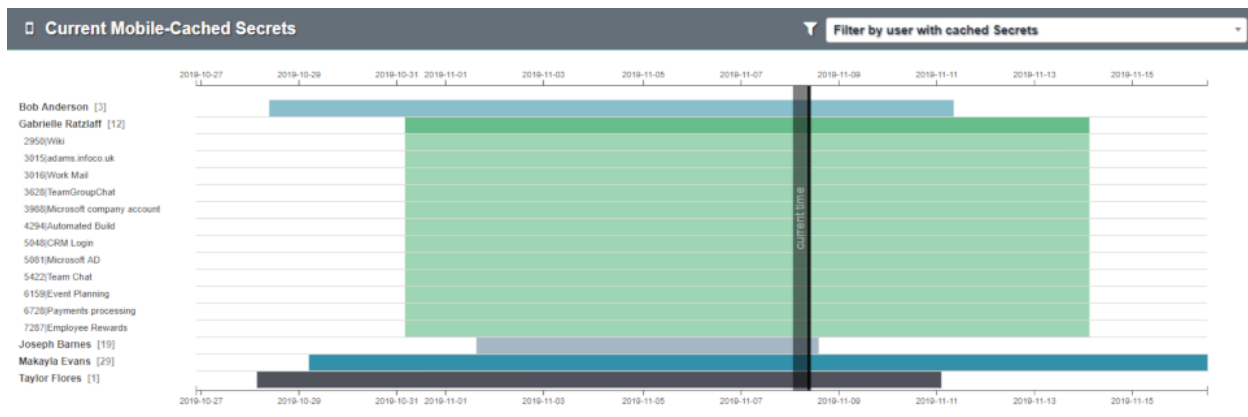 Current Mobile-Cached Secrets
Filter by user with cached Secrets
2019-10-27 2019-10-29 2019-10-31 2019-11-01 2019-11-03 2019-11-05 2019-11-07 2019-11-09 2019-11-11 2019-11-13 2019-11-15
Bob Anderson [3]
Gabrielle Ratzlaff [12]
2950|Wiki
3015|adams.infoco.uk
3016|Work Mail
3628|TeamGroupChat
3988|Microsoft company account
4294|Automated Build
5048|CRM Login
5081|Microsoft AD
5422|Team Chat
6159|Event Planning
6728|Payments processing
7287|Employee Rewards
current time
Joseph Barnes [19]
Makayla Evans [29]
Taylor Flores [1]
2019-10-27 2019-10-29 2019-10-31 2019-11-01 2019-11-03 2019-11-05 2019-11-07 2019-11-09 2019-11-11 2019-11-13 2019-11-15